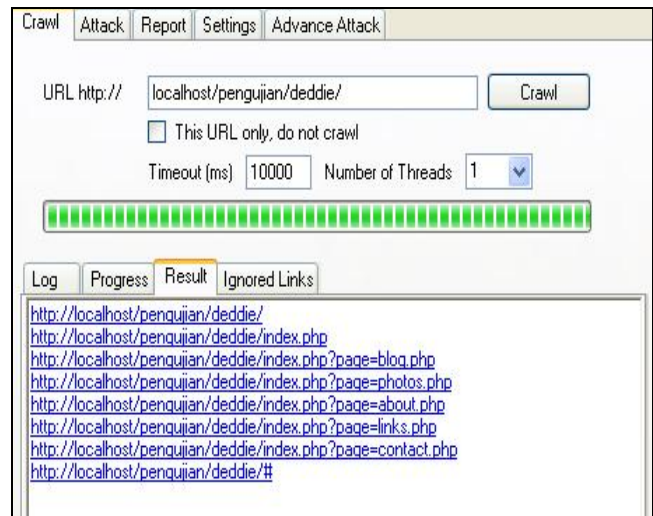 Crawl Attack Report Settings Advance Attack
URL http:// localhost/pengujian/deddie/ Crawl
This URL only, do not crawl
Timeout (ms) 10000 Number of Threads 1
Log Progress Result Ignored Links
http://localhost/pengujian/deddie/
http://localhost/pengujian/deddie/index.php
http://localhost/pengujian/deddie/index.php?page=blog.php
http://localhost/pengujian/deddie/index.php?page=photos.php
http://localhost/pengujian/deddie/index.php?page=about.php
http://localhost/pengujian/deddie/index.php?page=links.php
http://localhost/pengujian/deddie/index.php?page=contact.php
http://localhost/pengujian/deddie/#